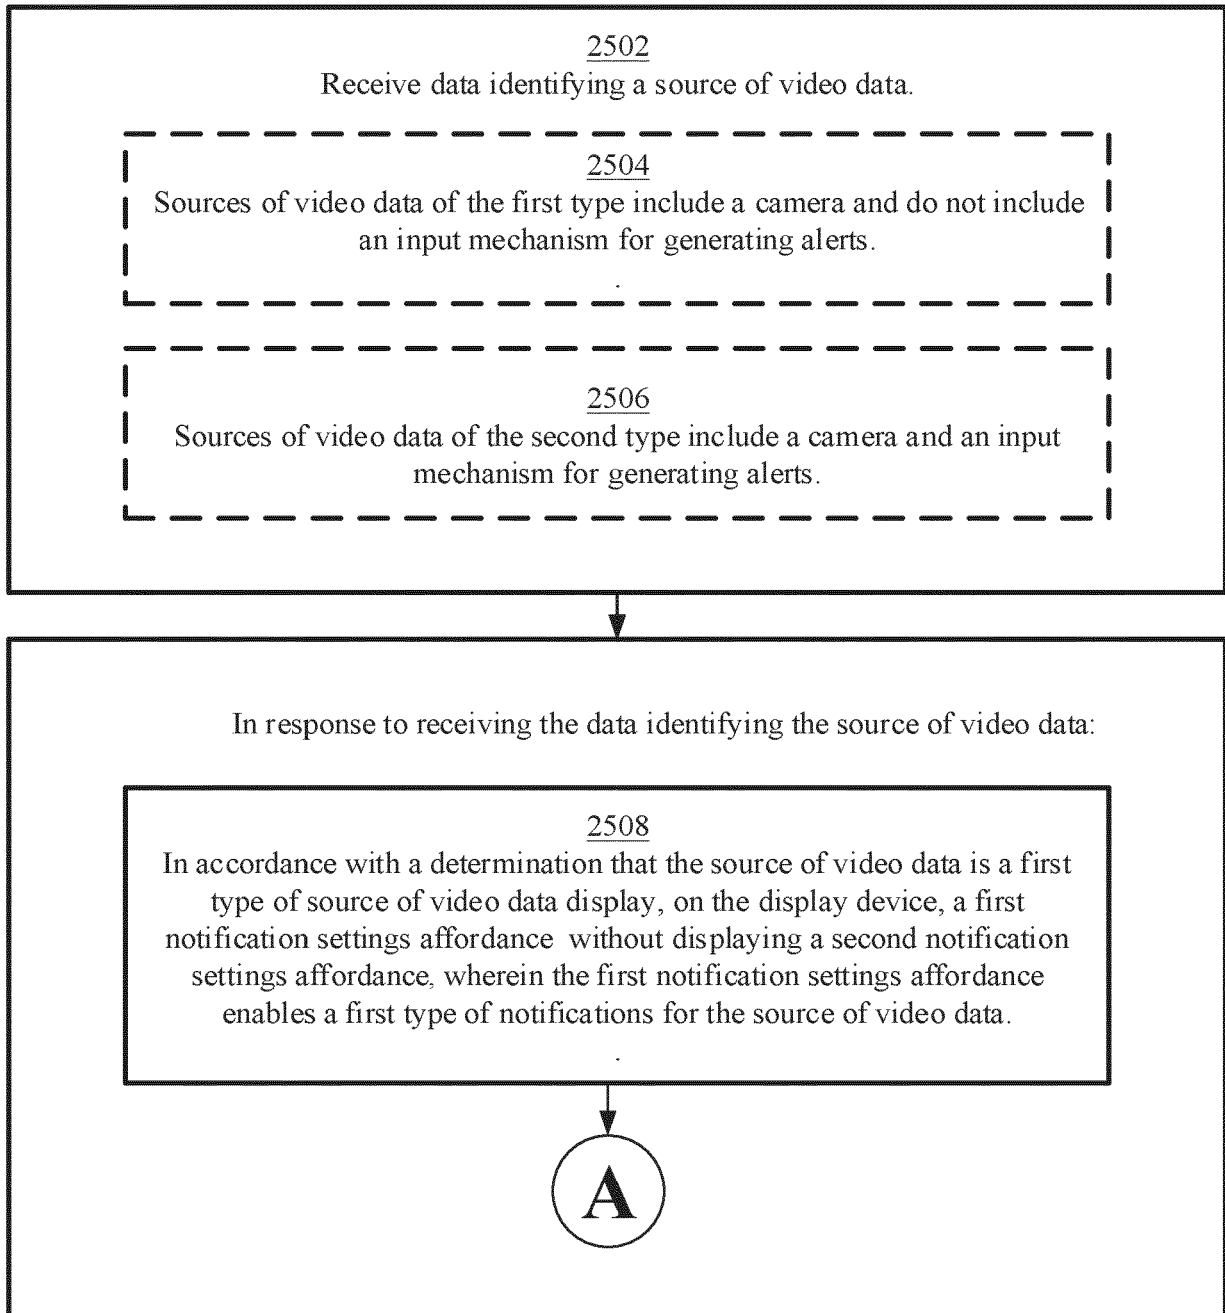 2502
Receive data identifying a source of video data.
2504
Sources of video data of the first type include a camera and do not include
an input mechanism for generating alerts.
.
2506
Sources of video data of the second type include a camera and an input
mechanism for generating alerts.
In response to receiving the data identifying the source of video data:
2508
In accordance with a determination that the source of video data is a first
type of source of video data display, on the display device, a first
notification settings affordance without displaying a second notification
settings affordance, wherein the first notification settings affordance
enables a first type of notifications for the source of video data.
.
A